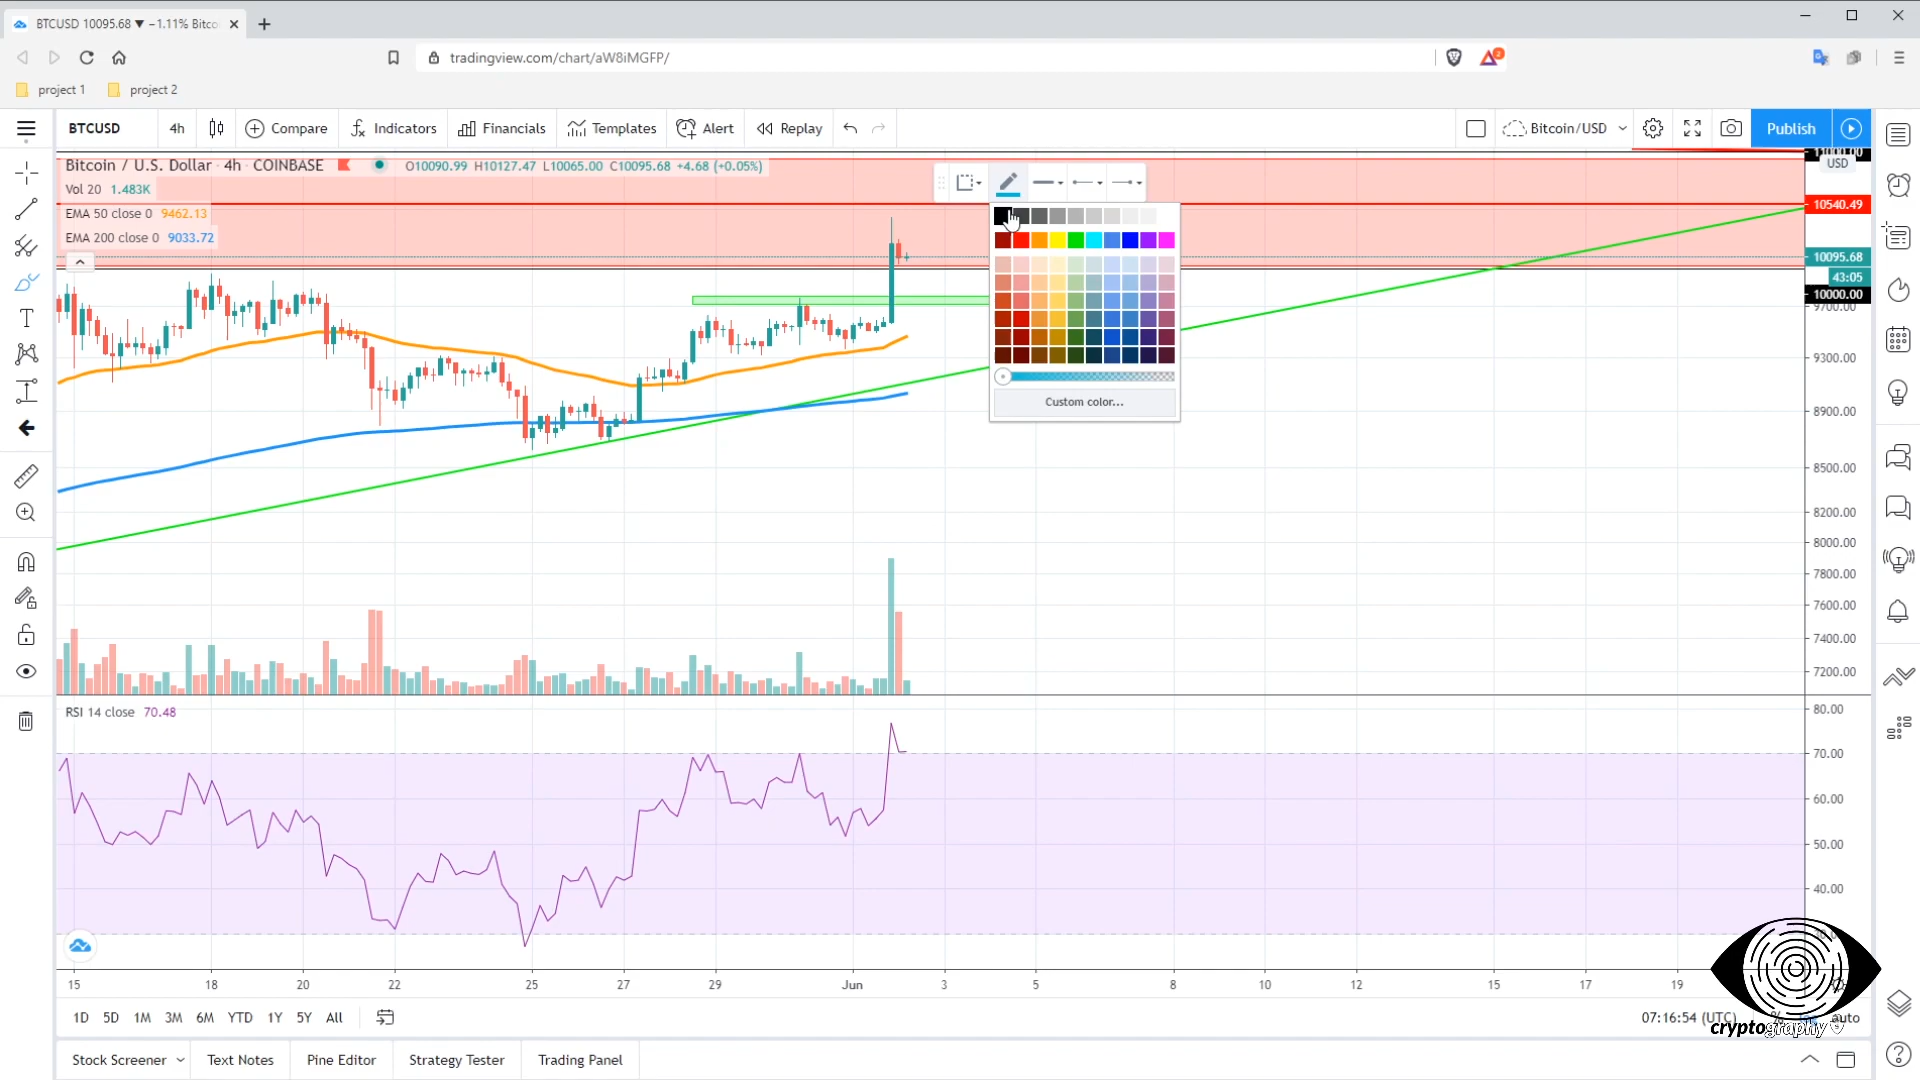 BTCUSD 10095.68 ▼ −1.11% Bitco
tradingview.com/chart/aW8iMGFP/
2
project 1
project 2
BTCUSD
4h
Compare
Indicators
Financials
Templates
Alert
Replay
Bitcoin/USD
Publish
Bitcoin / U.S. Dollar · 4h · COINBASE
O10090.99 H10127.47 L10065.00 C10095.68 +4.68 (+0.05%)
Vol 20 1.483K
EMA 50 close 0 9462.13
EMA 200 close 0 9033.72
Custom color...
11000.00
USD
10540.49
10095.68
43:05
10000.00
9700.00
9300.00
8900.00
8500.00
8200.00
8000.00
7800.00
7600.00
7400.00
7200.00
RSI 14 close 70.48
80.00
70.00
60.00
50.00
40.00
15
18
20
22
25
27
29
Jun
3
5
8
10
12
15
17
19
1D
5D
1M
3M
6M
YTD
1Y
5Y
All
07:16:54 (UTC)
%
auto
cryptography
Stock Screener
Text Notes
Pine Editor
Strategy Tester
Trading Panel